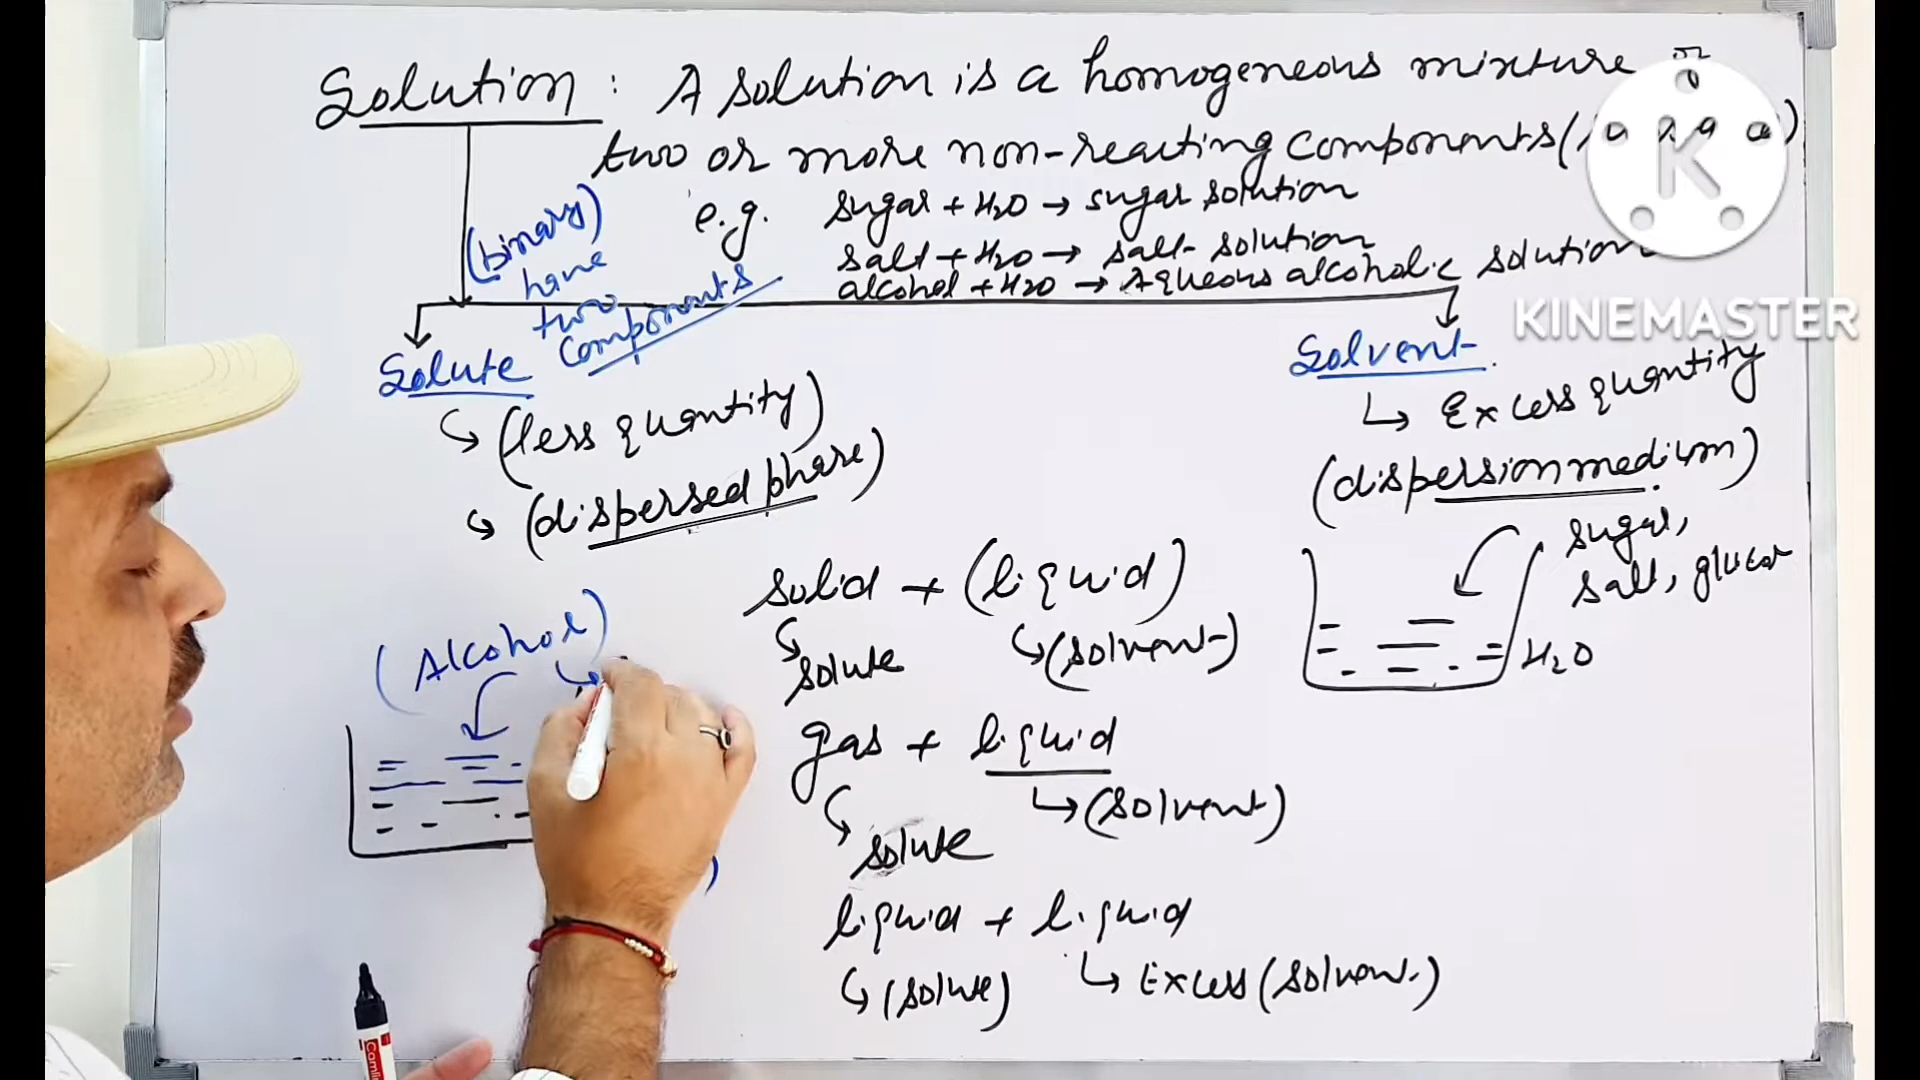 Solution : A solution is a homogeneous mixture of
two or more non-reacting components (
e.g. sugar + H2O → sugar solution
salt + H2O → salt solution
alcohol + H2O → Aqueous alcoholic solution
(binary)
have
two
components
KINEMASTER
Solute
Solvent
↳ (less quantity)
↳ Excess quantity
↳ (dispersed phase)
(dispersion medium)
sugar,
salt,
solid + (liquid)
↳ solute ↳ (solvent)
H2O
(Alcohol)
gas + liquid
↳ (solvent)
↳ solute
liquid + liquid
↳ (solute) ↳ Excess (solvent)
Camlin